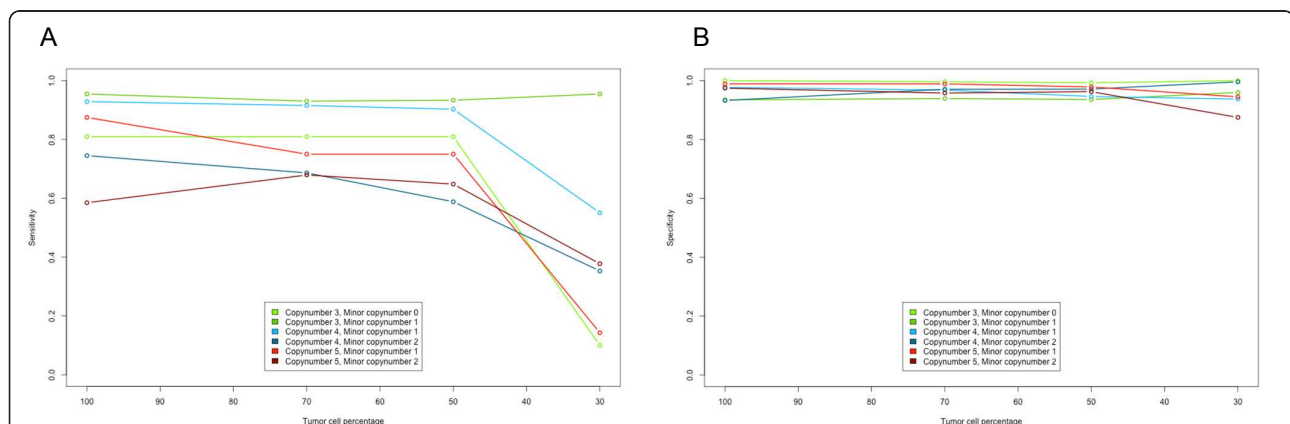 A
1.0
0.8
0.6
0.4
0.2
0.0
Sensitivity
Copynumber 3, Minor copynumber 0
Copynumber 3, Minor copynumber 1
Copynumber 4, Minor copynumber 1
Copynumber 4, Minor copynumber 2
Copynumber 5, Minor copynumber 1
Copynumber 5, Minor copynumber 2
100 90 80 70 60 50 40 30
Tumor cell percentage
B
1.0
0.8
0.6
0.4
0.2
0.0
Specificity
Copynumber 3, Minor copynumber 0
Copynumber 3, Minor copynumber 1
Copynumber 4, Minor copynumber 1
Copynumber 4, Minor copynumber 2
Copynumber 5, Minor copynumber 1
Copynumber 5, Minor copynumber 2
100 90 80 70 60 50 40 30
Tumor cell percentage